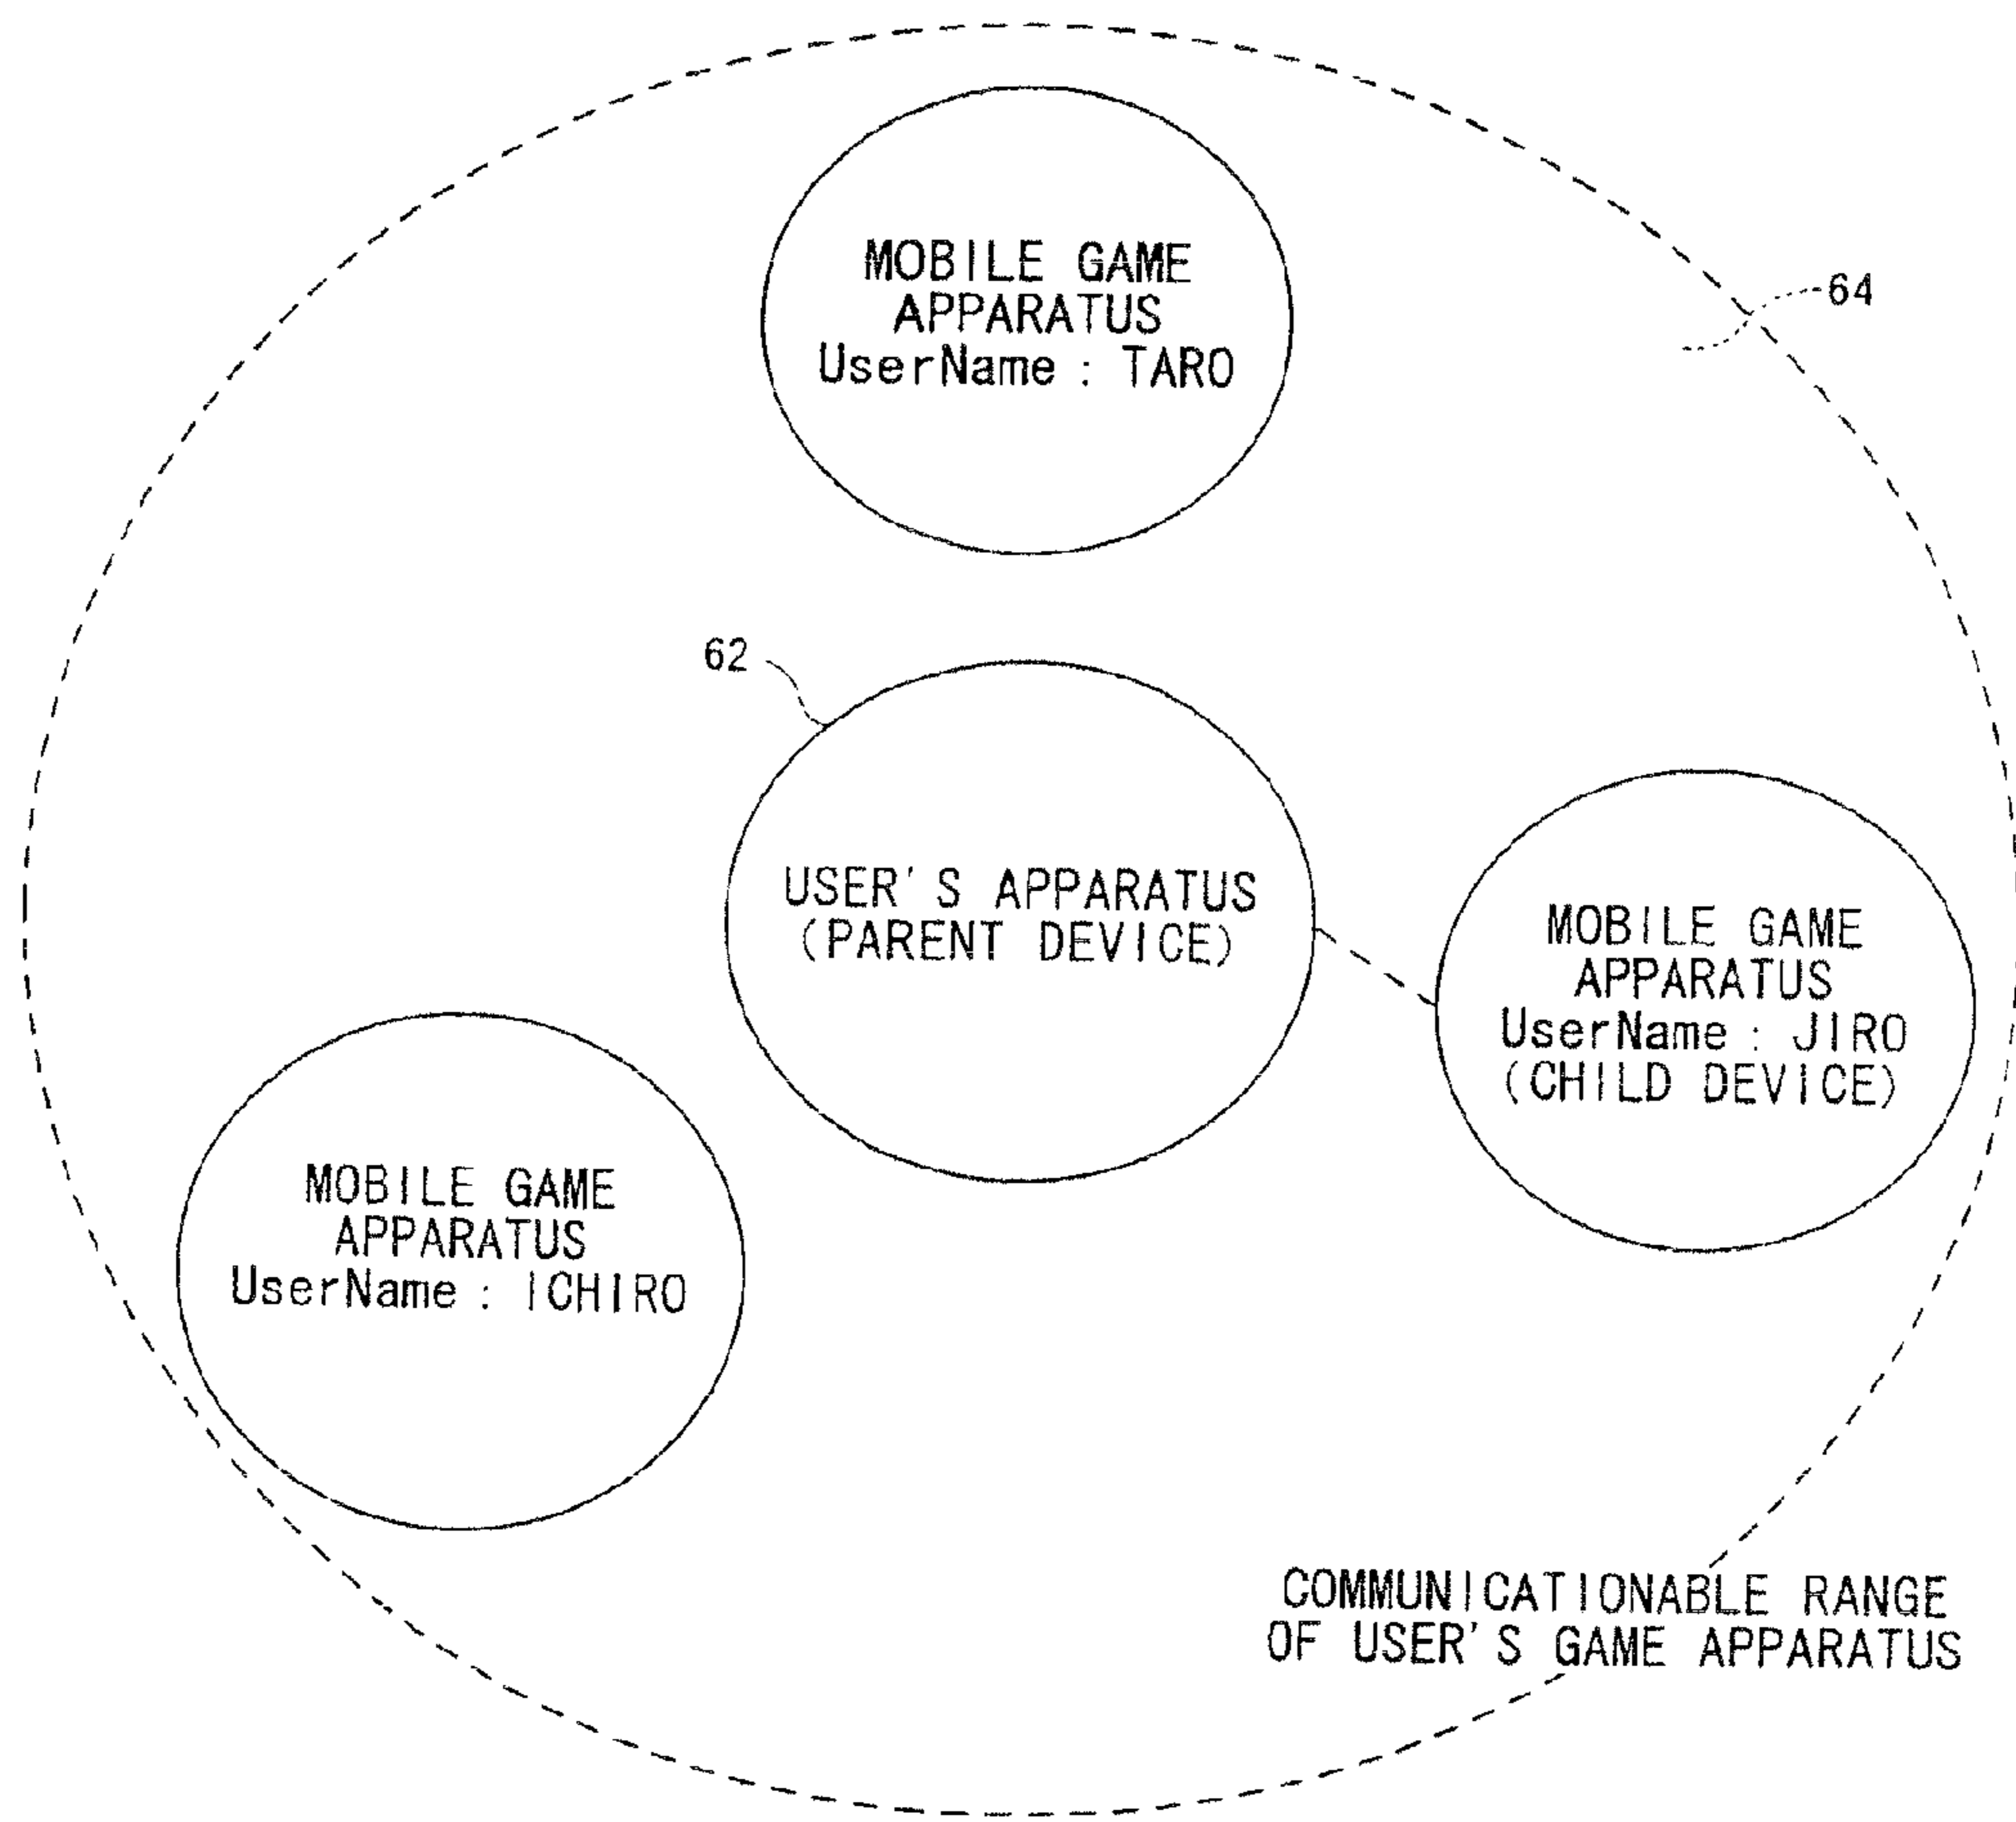 MOBILE GAME
APPARATUS
UserName : TARO
64
62
USER'S APPARATUS
(PARENT DEVICE)
MOBILE GAME
APPARATUS
UserName : JIRO
(CHILD DEVICE)
MOBILE GAME
APPARATUS
UserName : ICHIRO
COMMUNICATIONABLE RANGE
OF USER'S GAME APPARATUS